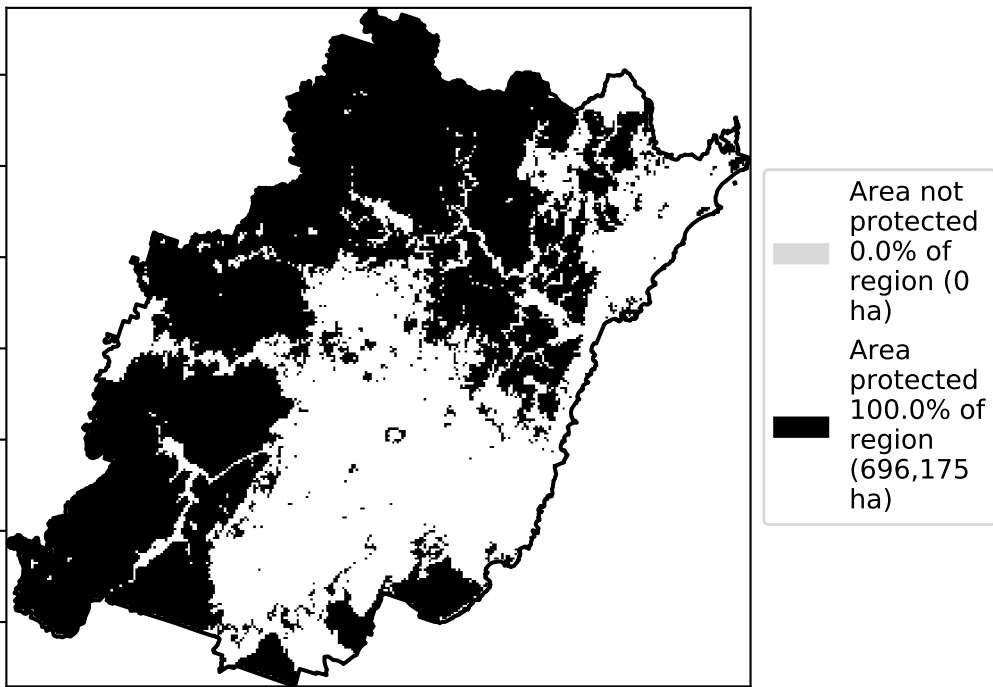 Area not
protected
0.0% of
region (0
ha)
Area
protected
100.0% of
region
(696,175
ha)